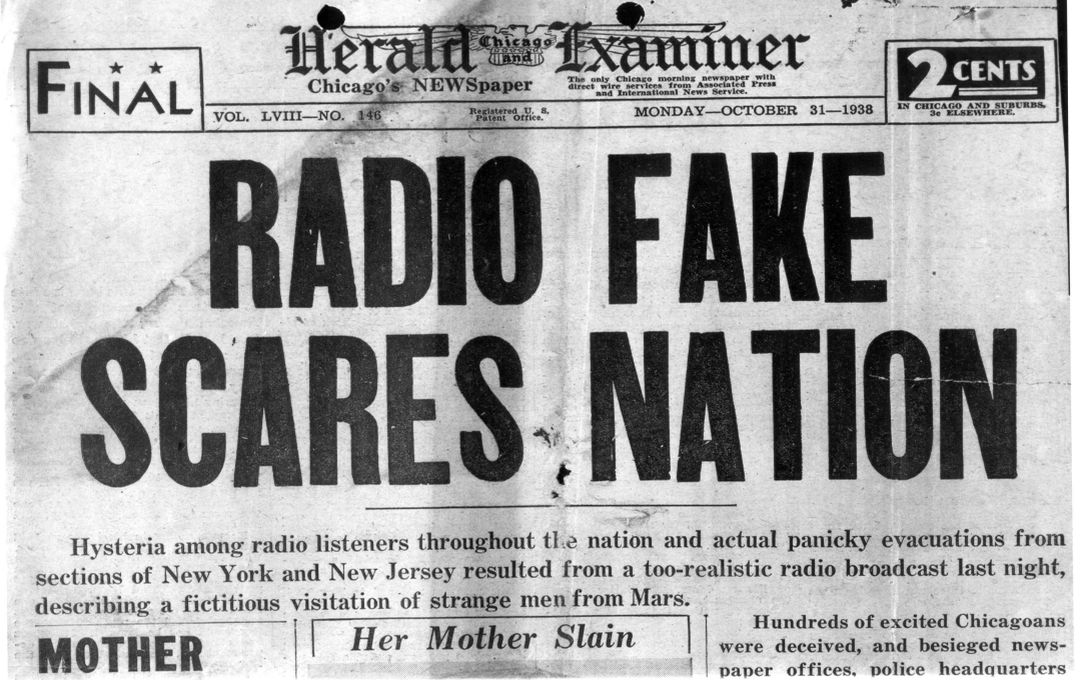 FINAL
Herald and Examiner
Chicago
Chicago's NEWSpaper
The only Chicago morning newspaper with
direct wire services from Associated Press
and International News Service.
2 CENTS
IN CHICAGO AND SUBURBS,
3c ELSEWHERE.
VOL. LVIII—NO. 146
Registered U. S.
Patent Office.
MONDAY—OCTOBER 31—1938
RADIO FAKE
SCARES NATION
Hysteria among radio listeners throughout the nation and actual panicky evacuations from
sections of New York and New Jersey resulted from a too-realistic radio broadcast last night,
describing a fictitious visitation of strange men from Mars.
MOTHER
Her Mother Slain
Hundreds of excited Chicagoans
were deceived, and besieged news-
paper offices, police headquarters